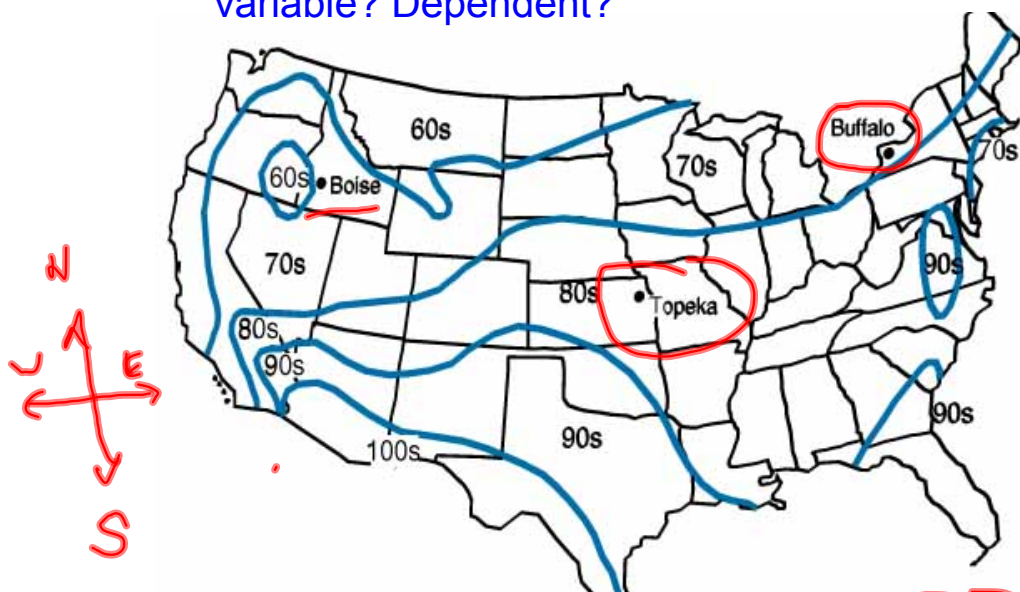 variable? Dependent?
60s
Buffalo
70s
70s
60s
Boise
N
70s
90s
80s
Topeka
E
80s
90s
90s
90s
100s
S